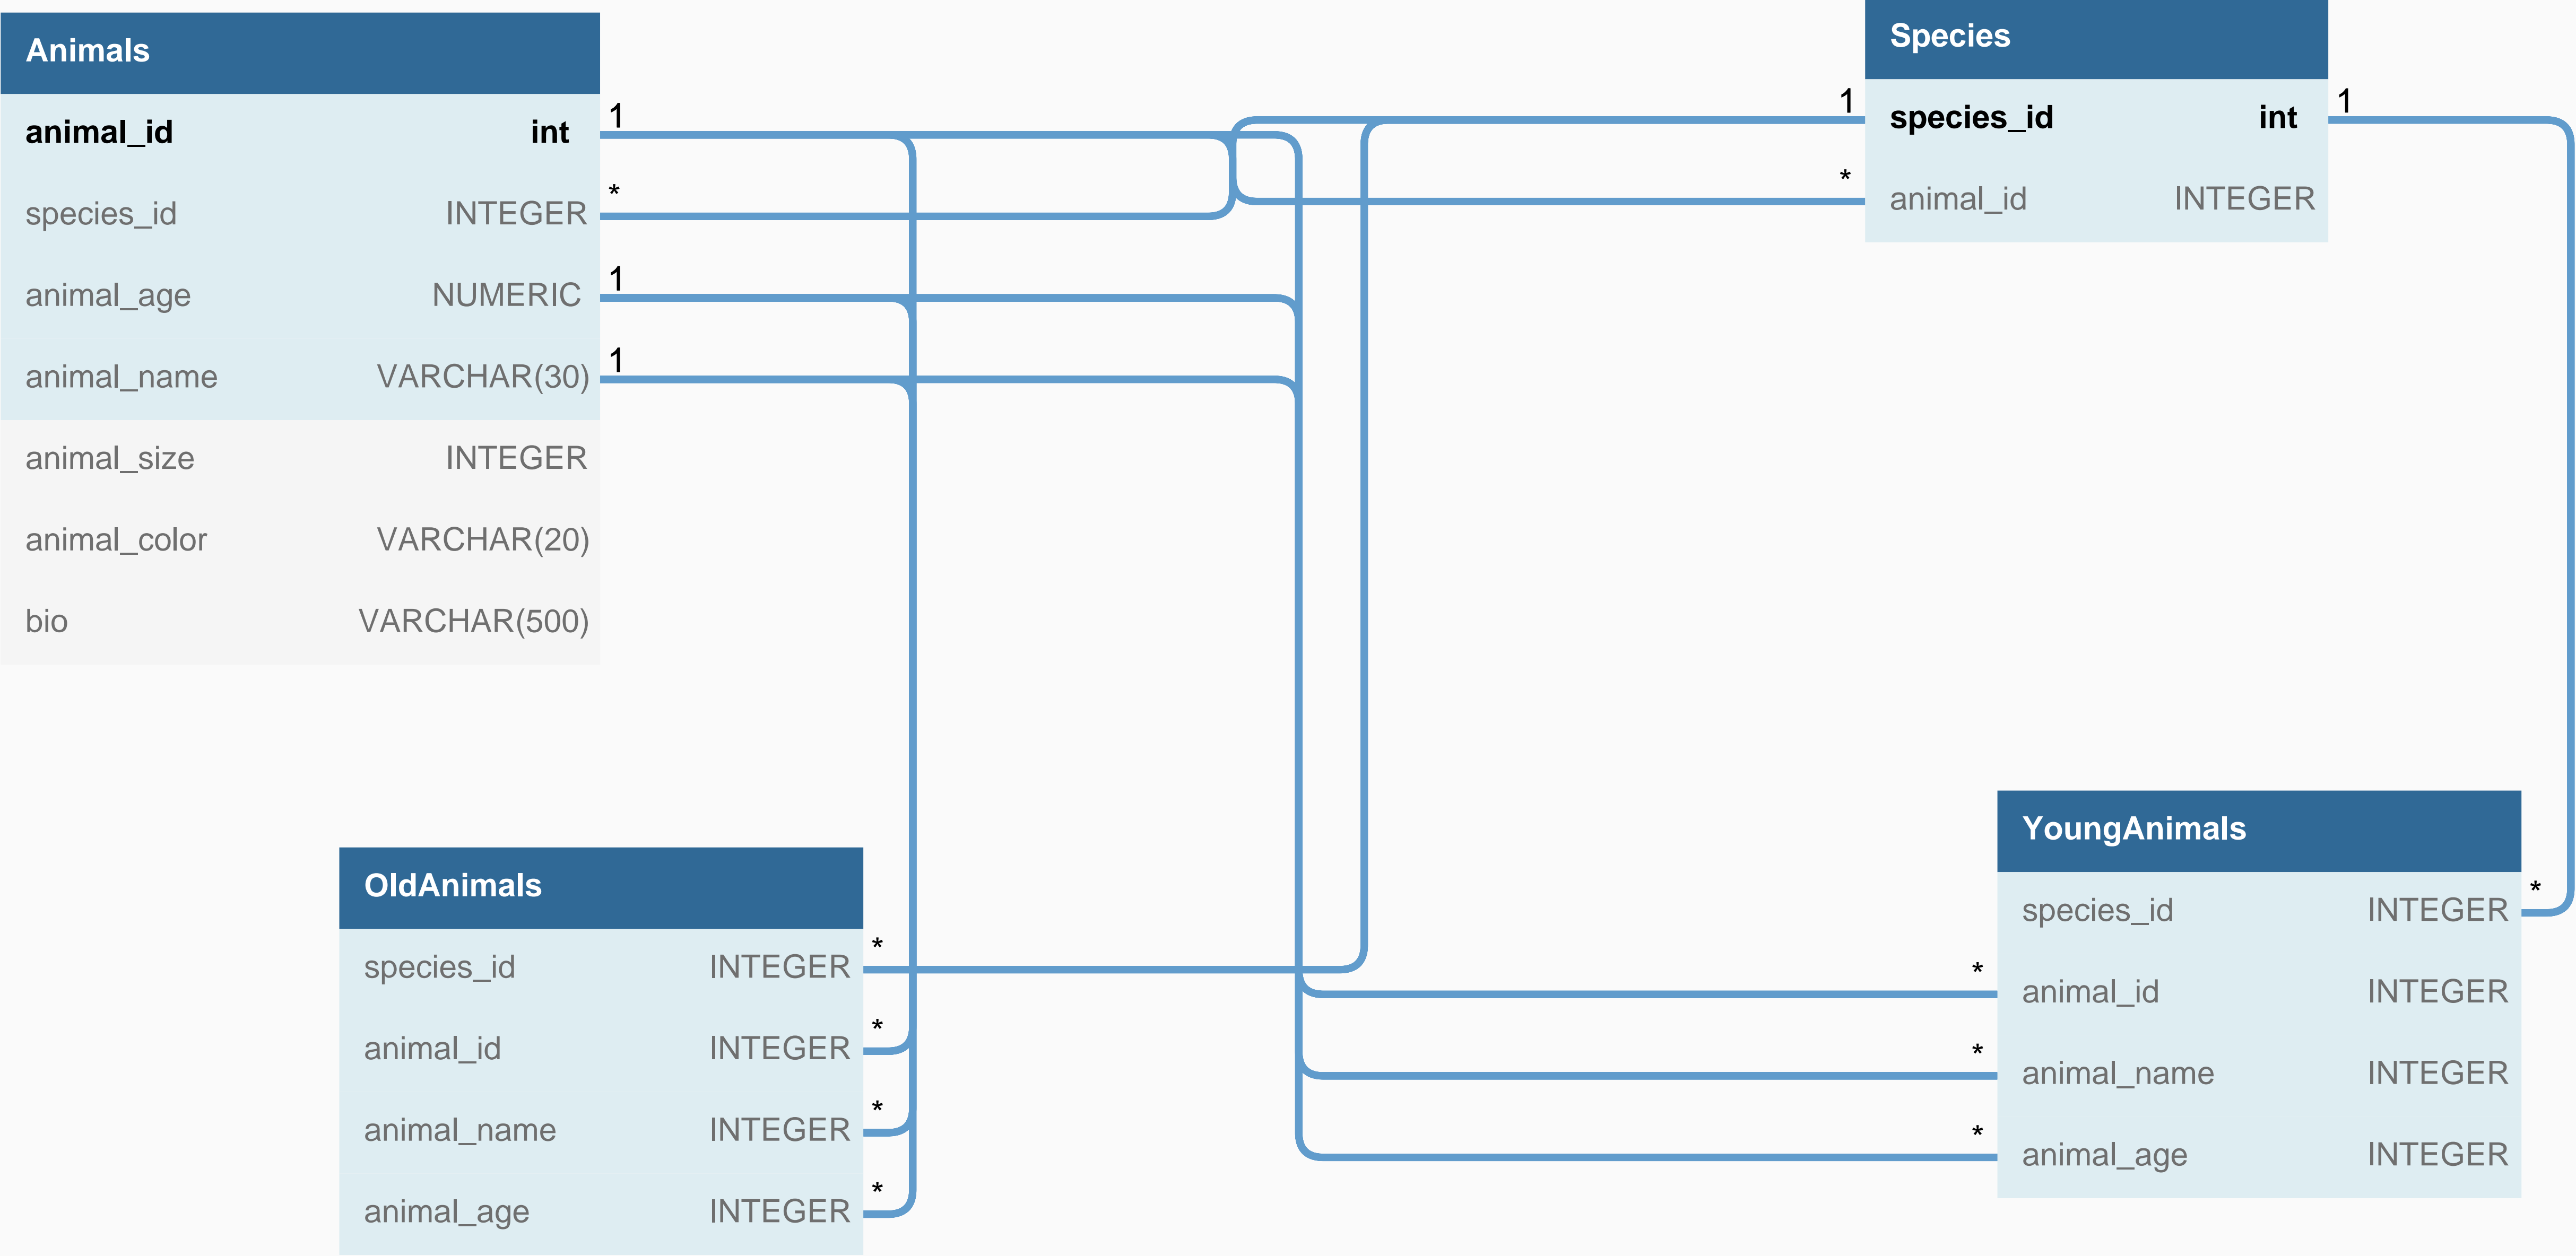 Animals
animal_id int 1
species_id INTEGER *
animal_age NUMERIC 1
animal_name VARCHAR(30) 1
animal_size INTEGER
animal_color VARCHAR(20)
bio VARCHAR(500)
Species
1 species_id int 1
* animal_id INTEGER
OldAnimals
species_id INTEGER *
animal_id INTEGER *
animal_name INTEGER *
animal_age INTEGER *
YoungAnimals
species_id INTEGER *
* animal_id INTEGER
* animal_name INTEGER
* animal_age INTEGER